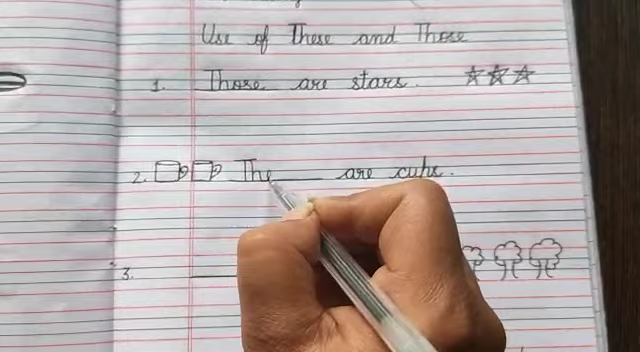 Use of These and Those
1. Those are stars.
2. The____ are cups.
3.